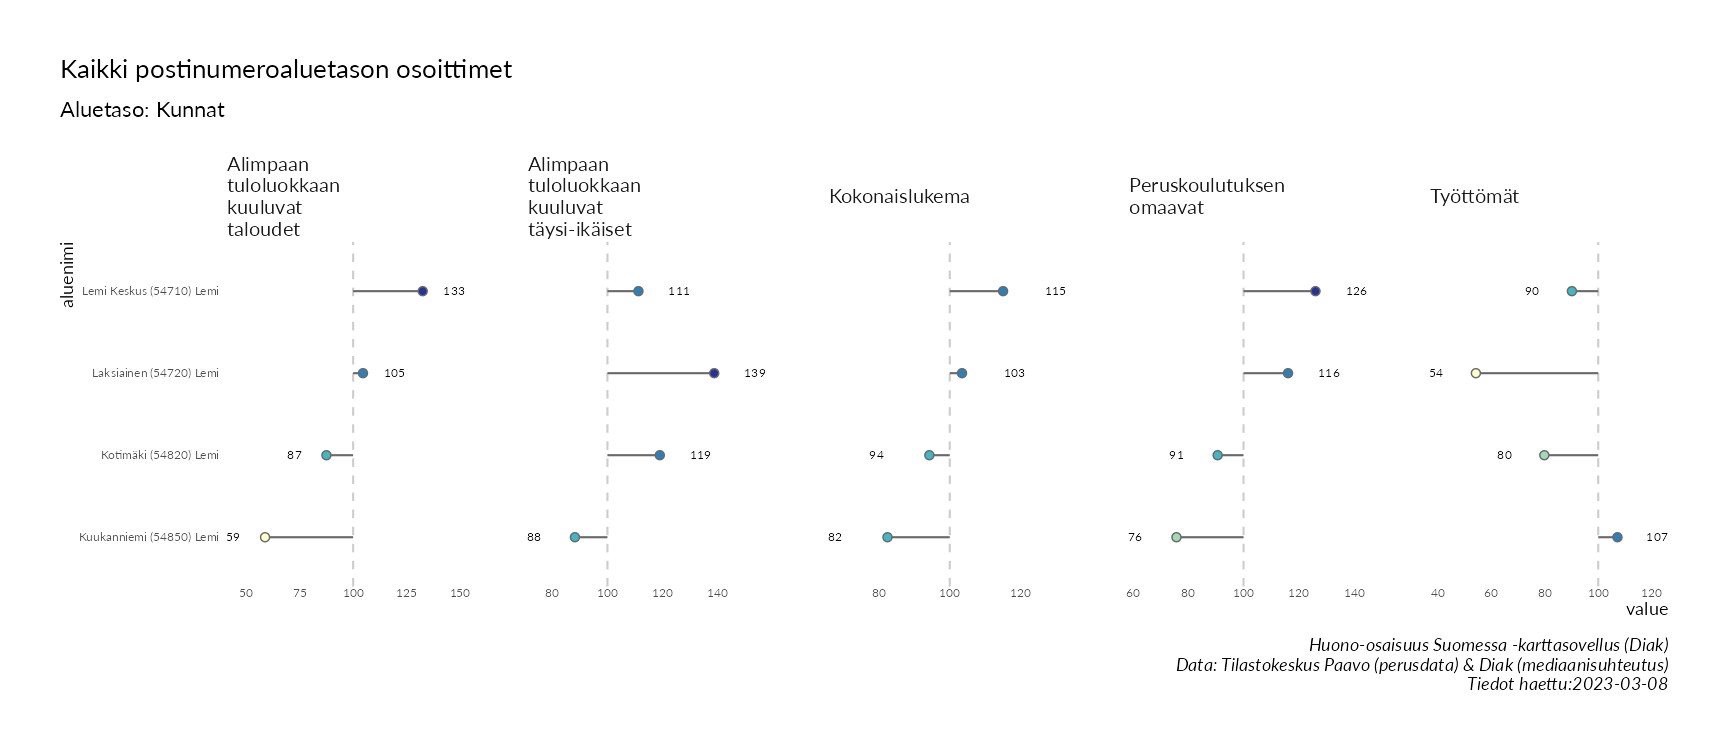 Kaikki postinumeroaluetason osoittimet
Aluetaso: Kunnat
Alimpaan
tuloluokkaan
kuuluvat
taloudet
Alimpaan
tuloluokkaan
kuuluvat
täysi-ikäiset
Kokonaislukema
Peruskoulutuksen
omaavat
Työttömät
aluenimi
Lemi Keskus (54710) Lemi 133 111 115 126 90
Laksiainen (54720) Lemi 105 139 103 116 54
Kotimäki (54820) Lemi 87 119 94 91 80
Kuukanniemi (54850) Lemi 59 88 82 76 107
50 75 100 125 150 80 100 120 140 80 100 120 60 80 100 120 140 40 60 80 100 120
value
Huono-osaisuus Suomessa -karttasovellus (Diak)
Data: Tilastokeskus Paavo (perusdata) & Diak (mediaanisuhteutus)
Tiedot haettu:2023-03-08